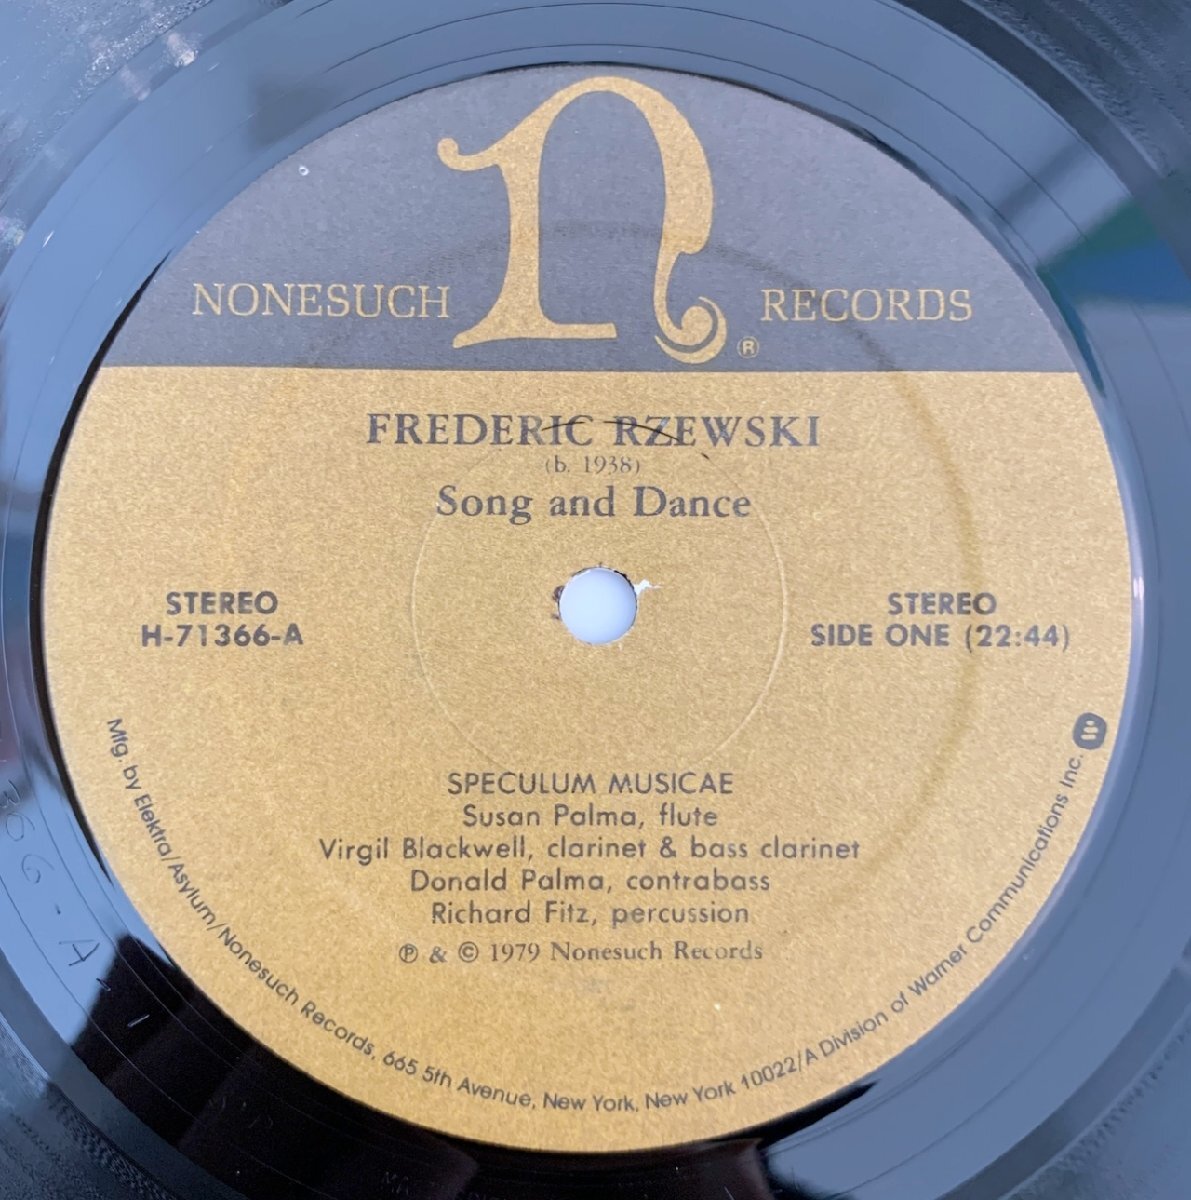 n
NONESUCH RECORDS ®
FREDERIC RZEWSKI
(b. 1938)
Song and Dance
STEREO
H-71366-A
STEREO
SIDE ONE (22:44)
SPECULUM MUSICAE
Susan Palma, flute
Virgil Blackwell, clarinet & bass clarinet
Donald Palma, contrabass
Richard Fitz, percussion
℗ & © 1979 Nonesuch Records
Mfg. by Elektra/Asylum/Nonesuch Records, 665 5th Avenue, New York, New York 10022/A Division of Warner Communications Inc.
366-A